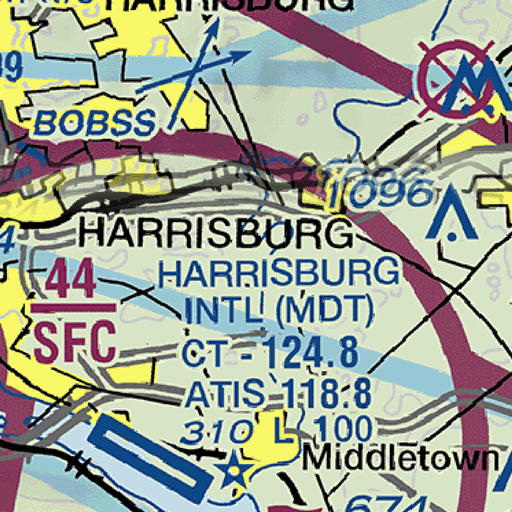 HARRISBURG
BOBSS
1096
HARRISBURG
HARRISBURG
INTL (MDT)
44
SFC
CT - 124.8
ATIS 118.8
310 L 100
Middletown
674